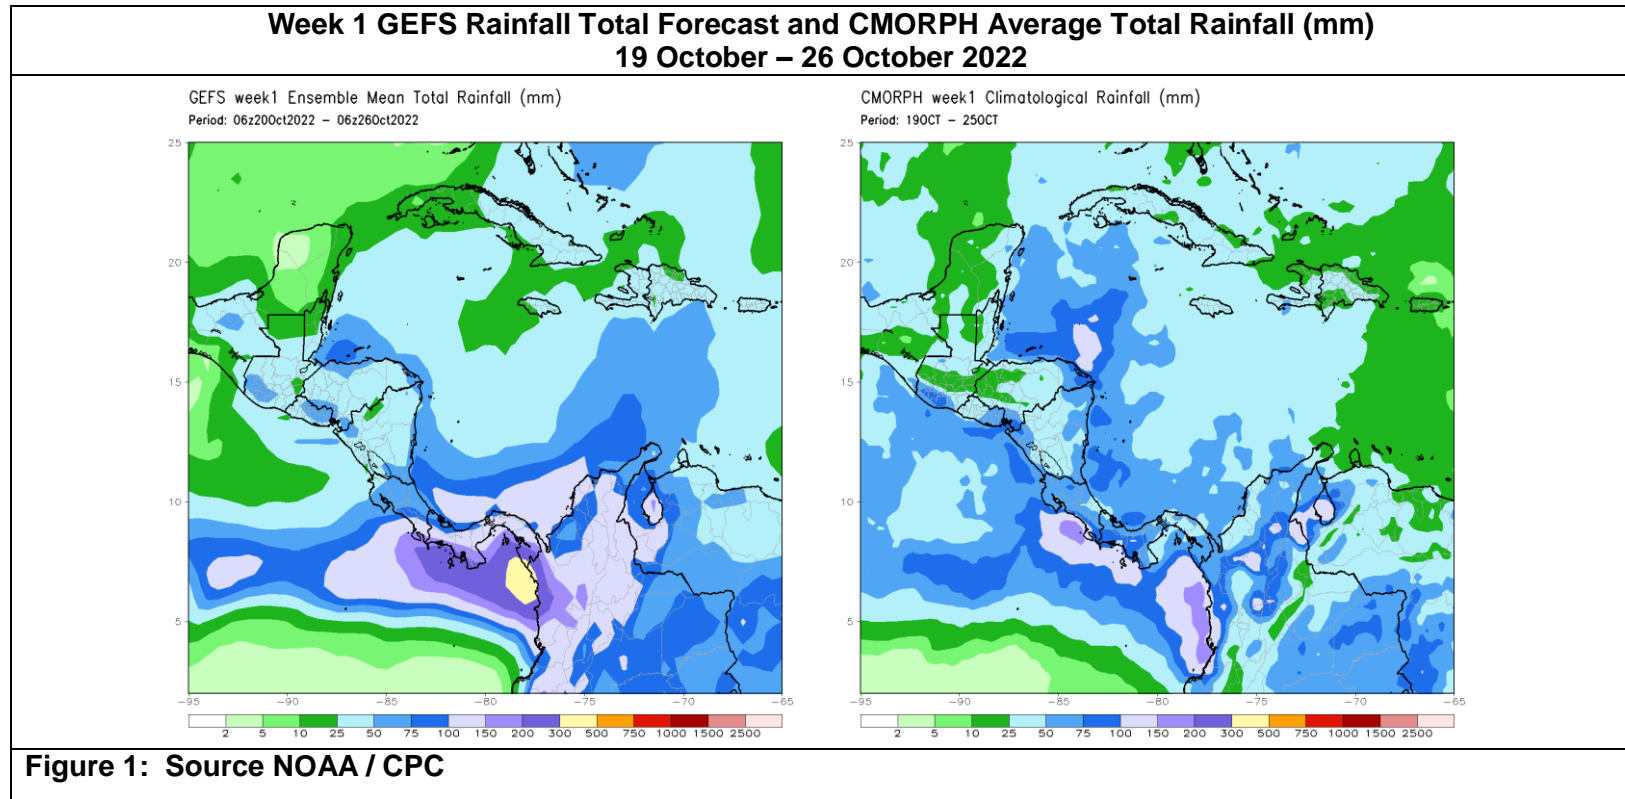 Week 1 GEFS Rainfall Total Forecast and CMORPH Average Total Rainfall (mm)
19 October – 26 October 2022
GEFS week1 Ensemble Mean Total Rainfall (mm)
Period: 06z20Oct2022 – 06z26Oct2022
25
20
15
10
5
-95 -90 -85 -80 -75 -70 -65
2 5 10 25 50 75 100 150 200 300 500 750 1000 1500 2500
CMORPH week1 Climatological Rainfall (mm)
Period: 19OCT – 25OCT
25
20
15
10
5
-95 -90 -85 -80 -75 -70 -65
2 5 10 25 50 75 100 150 200 300 500 750 1000 1500 2500
Figure 1: Source NOAA / CPC